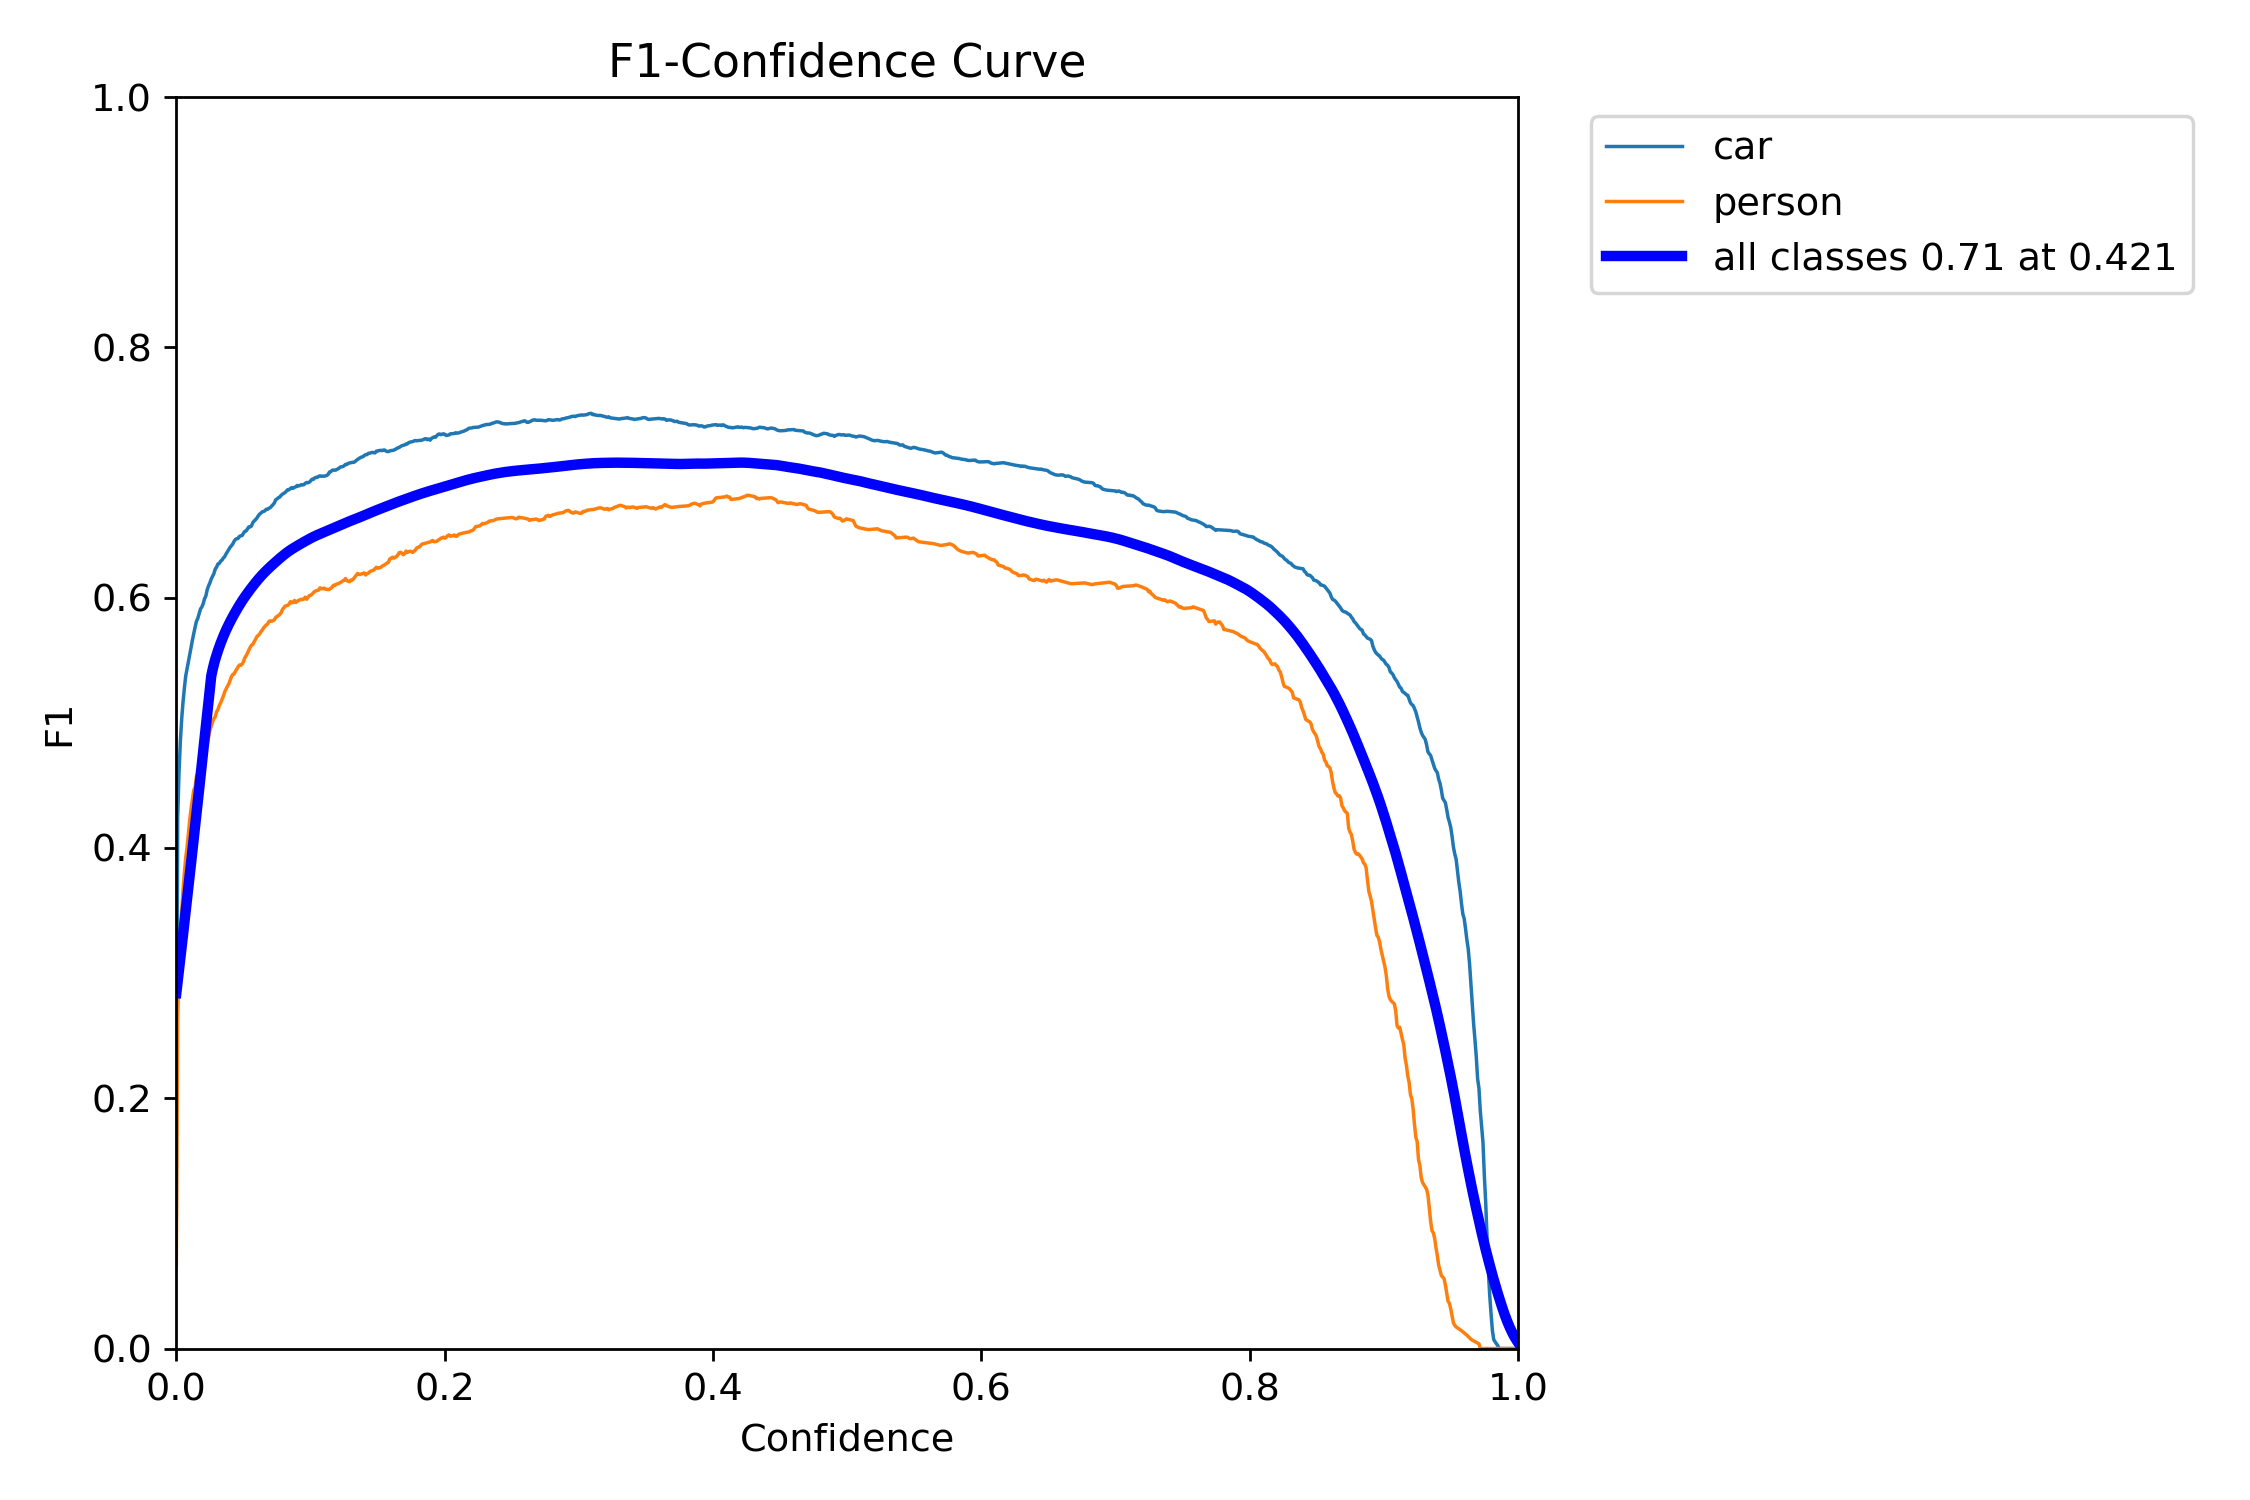 F1-Confidence Curve
1.0
0.8
0.6
0.4
0.2
0.0
F1
0.0 0.2 0.4 0.6 0.8 1.0
Confidence
car
person
all classes 0.71 at 0.421